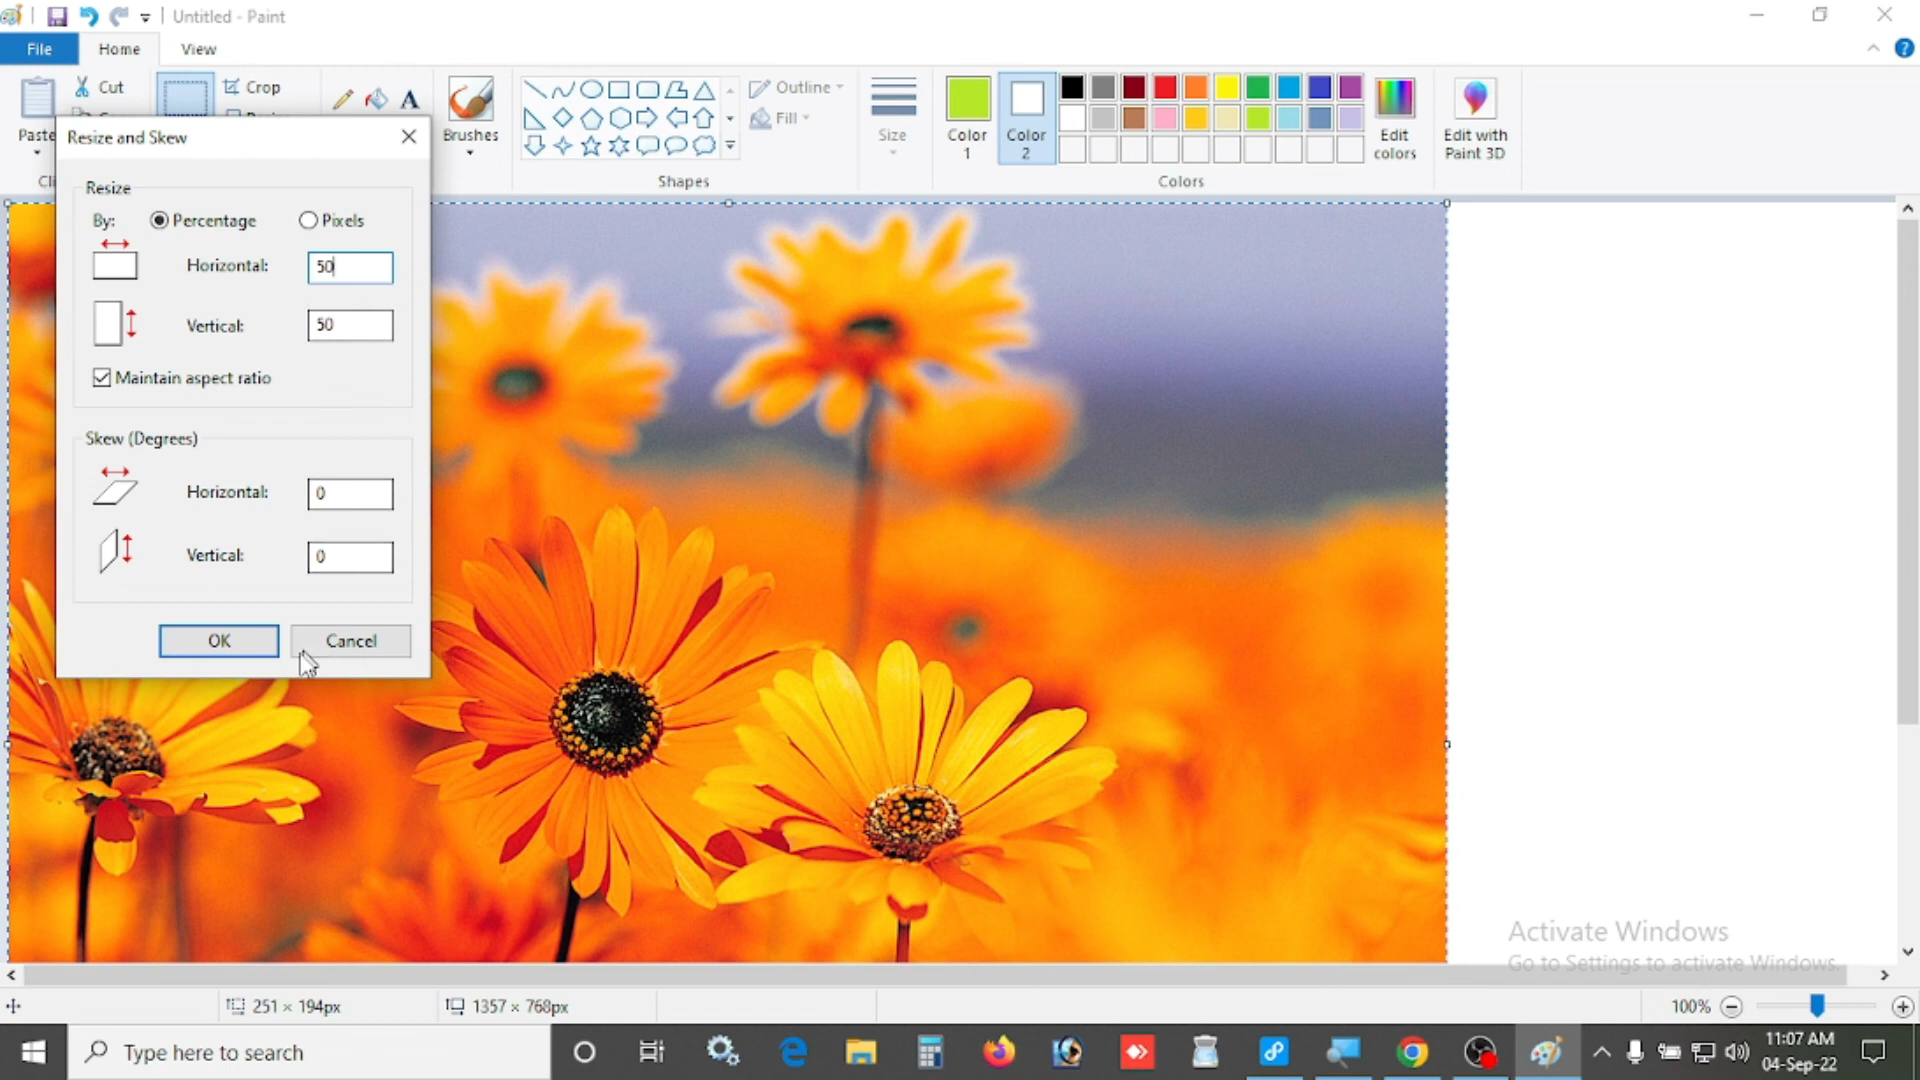 Untitled - Paint
File
Home
View
Paste
Cut
Crop
Brushes
Outline
Fill
Shapes
Size
Color 1
Color 2
Edit colors
Colors
Edit with Paint 3D
Resize and Skew
Resize
By:
Percentage
Pixels
Horizontal:
50
Vertical:
50
Maintain aspect ratio
Skew (Degrees)
Horizontal:
0
Vertical:
0
OK
Cancel
Activate Windows
Go to Settings to activate Windows.
251 × 194px
1357 × 768px
100%
Type here to search
11:07 AM
04-Sep-22